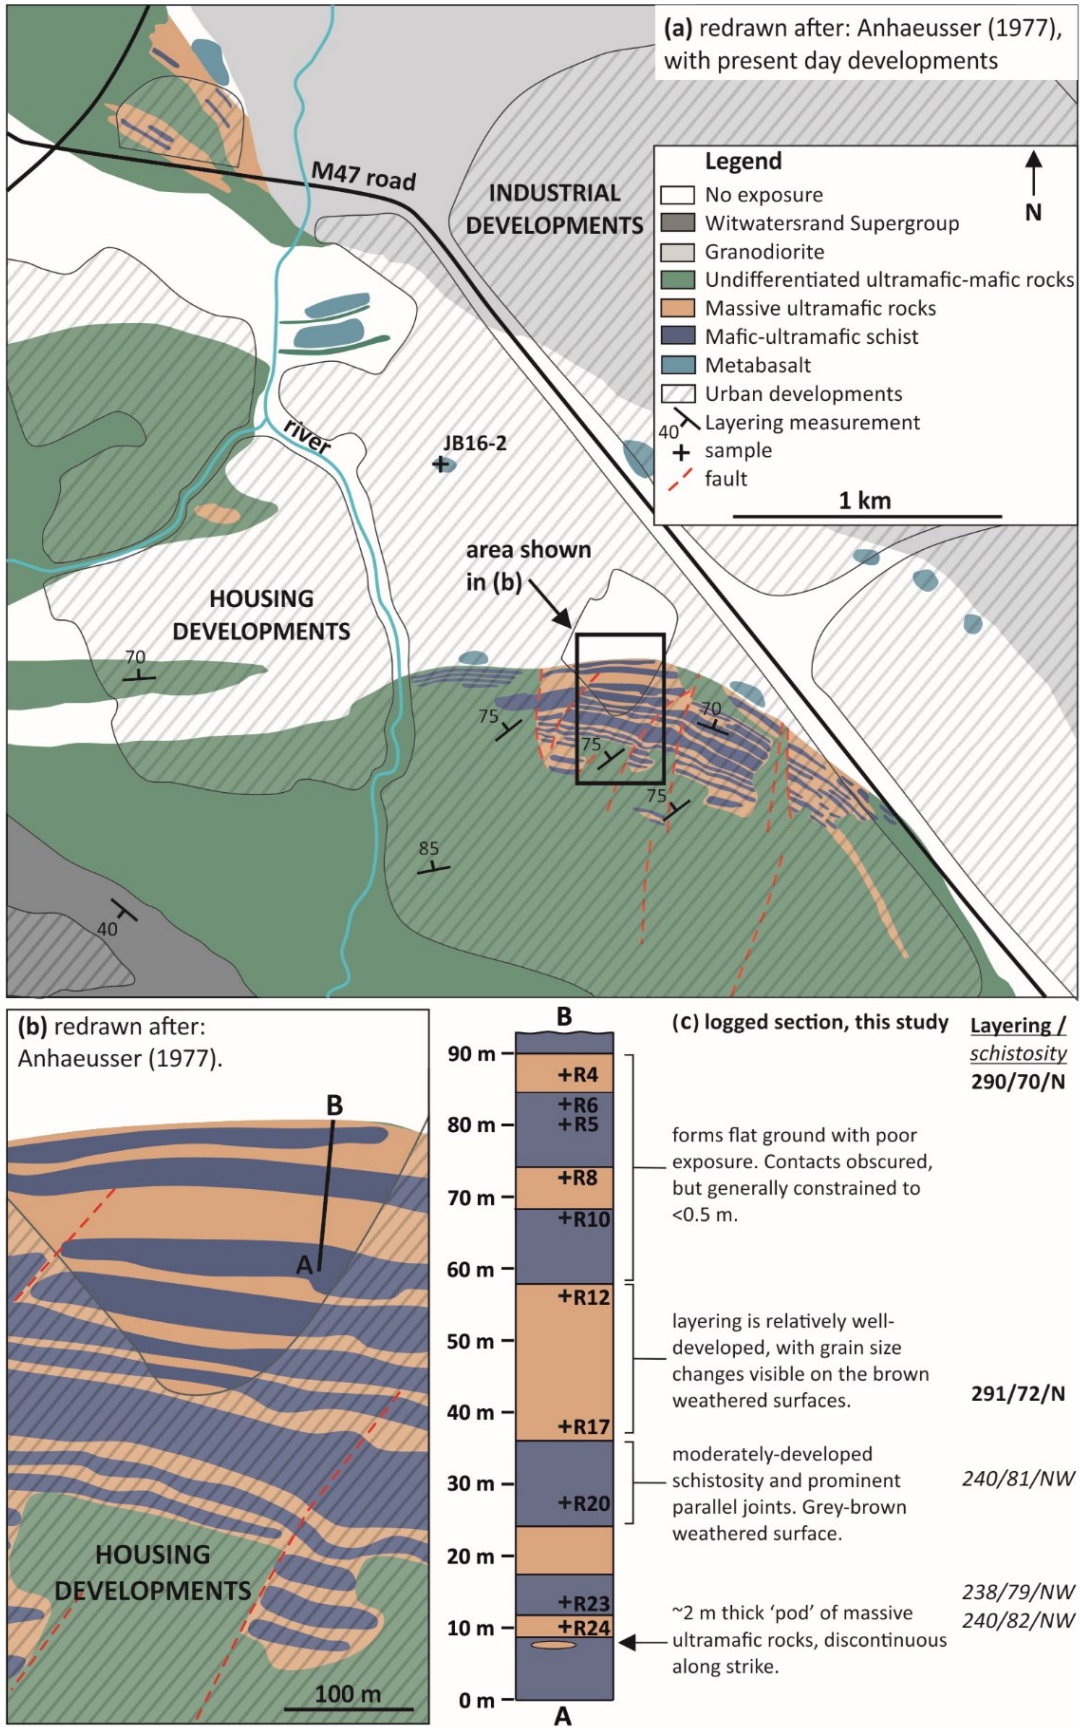 (a) redrawn after: Anhaeusser (1977),
with present day developments
M47 road
INDUSTRIAL
DEVELOPMENTS
Legend
N
No exposure
Witwatersrand Supergroup
Granodiorite
Undifferentiated ultramafic-mafic rocks
Massive ultramafic rocks
Mafic-ultramafic schist
Metabasalt
Urban developments
40
Layering measurement
sample
fault
1 km
river
JB16-2
area shown
in (b)
HOUSING
DEVELOPMENTS
70
75
70
75
75
85
40
(b) redrawn after:
Anhaeusser (1977).
B
A
HOUSING
DEVELOPMENTS
100 m
B
(c) logged section, this study
Layering /
schistosity
90 m
+R4
290/70/N
+R6
80 m
+R5
forms flat ground with poor
exposure. Contacts obscured,
but generally constrained to
<0.5 m.
+R8
70 m
+R10
60 m
+R12
layering is relatively well-
developed, with grain size
changes visible on the brown
weathered surfaces.
50 m
291/72/N
40 m
+R17
moderately-developed
schistosity and prominent
parallel joints. Grey-brown
weathered surface.
30 m
240/81/NW
+R20
20 m
+R23
238/79/NW
10 m
+R24
240/82/NW
~2 m thick ‘pod’ of massive
ultramafic rocks, discontinuous
along strike.
0 m
A